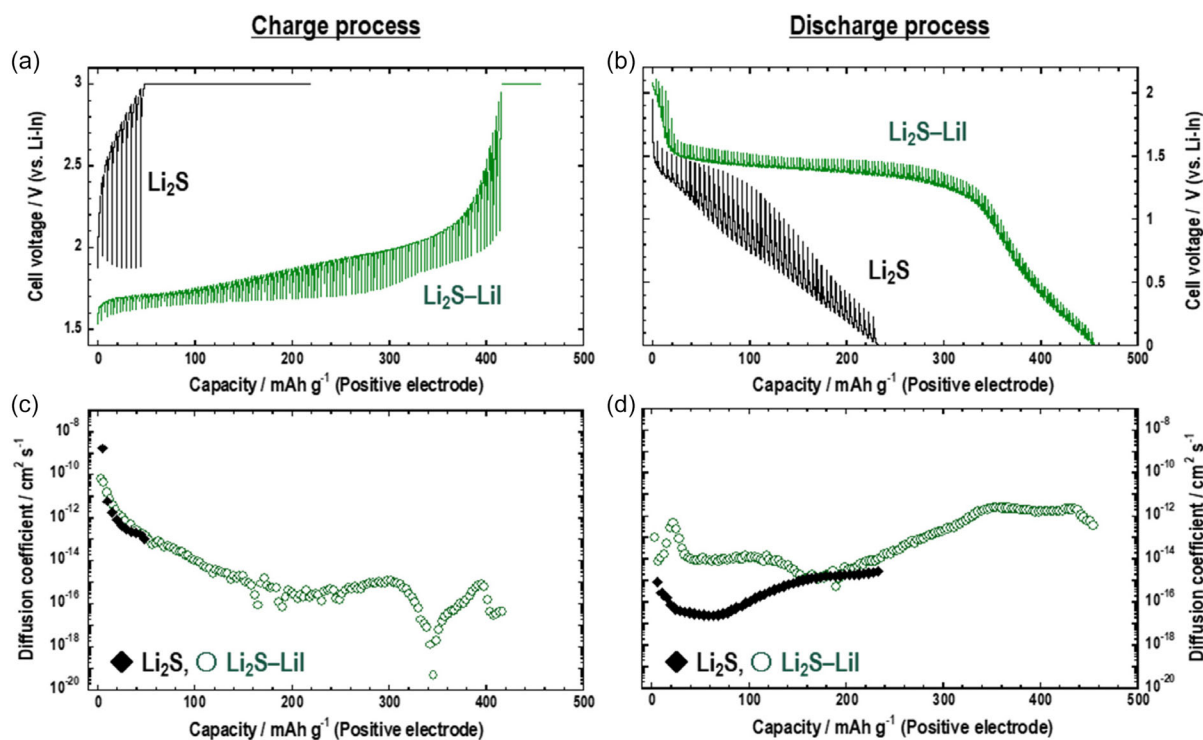 Charge process
Discharge process
(a)
3
2.5
2
1.5
Cell voltage / V (vs. Li-In)
Li₂S
Li₂S–LiI
0 100 200 300 400 500
Capacity / mAh g⁻¹ (Positive electrode)
(b)
2
1.5
1
0.5
0
Cell voltage / V (vs. Li-In)
Li₂S–LiI
Li₂S
0 100 200 300 400 500
Capacity / mAh g⁻¹ (Positive electrode)
(c)
10⁻⁸
10⁻¹⁰
10⁻¹²
10⁻¹⁴
10⁻¹⁶
10⁻¹⁸
10⁻²⁰
Diffusion coefficient / cm² s⁻¹
Li₂S, Li₂S–LiI
0 100 200 300 400 500
Capacity / mAh g⁻¹ (Positive electrode)
(d)
10⁻⁸
10⁻¹⁰
10⁻¹²
10⁻¹⁴
10⁻¹⁶
10⁻¹⁸
10⁻²⁰
Diffusion coefficient / cm² s⁻¹
Li₂S, Li₂S–LiI
0 100 200 300 400 500
Capacity / mAh g⁻¹ (Positive electrode)